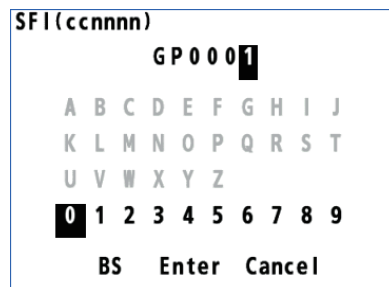 SFI(ccnnnn)
GP0001
A B C D E F G H I J
K L M N O P Q R S T
U V W X Y Z
0 1 2 3 4 5 6 7 8 9
BS Enter Cancel